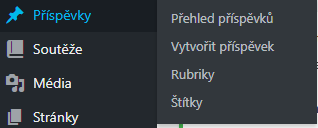 Příspěvky
Soutěže
Média
Stránky
Přehled příspěvků
Vytvořit příspěvek
Rubriky
Štítky